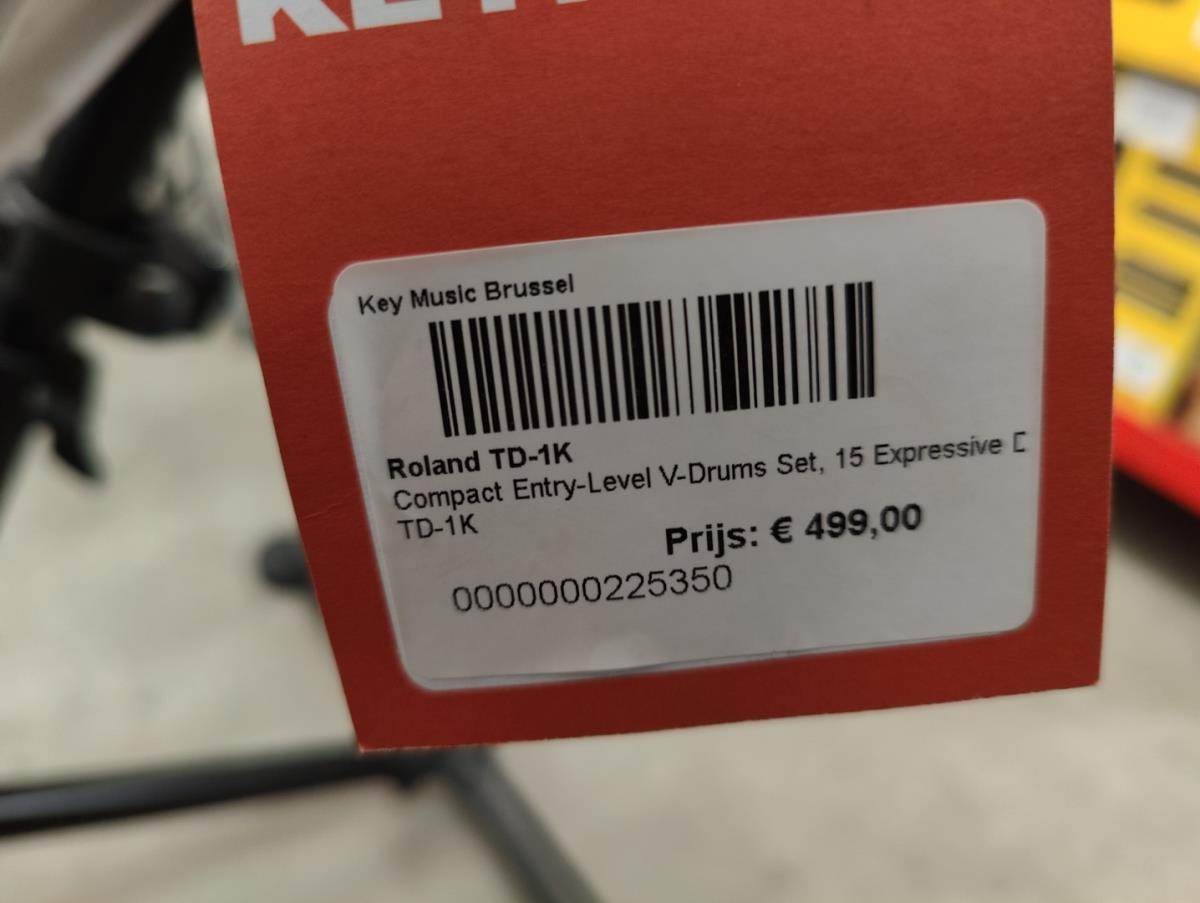 Key Music Brussel
Roland TD-1K
Compact Entry-Level V-Drums Set, 15 Expressive
TD-1K
Prijs: € 499,00
0000000225350